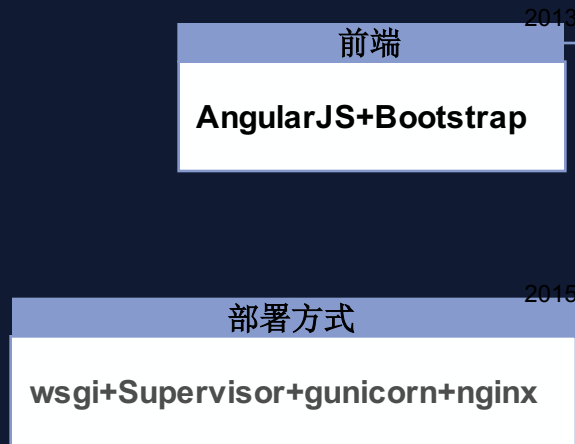 2013
前端
AngularJS+Bootstrap
2015
部署方式
wsgi+Supervisor+gunicorn+nginx